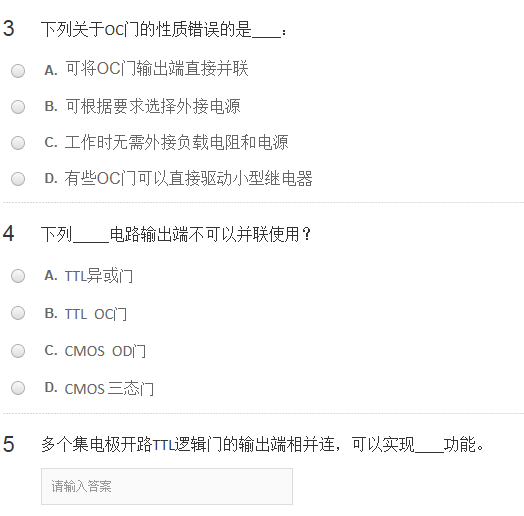 3 下列关于OC门的性质错误的是____：
A. 可将OC门输出端直接并联
B. 可根据要求选择外接电源
C. 工作时无需外接负载电阻和电源
D. 有些OC门可以直接驱动小型继电器
4 下列_____电路输出端不可以并联使用？
A. TTL异或门
B. TTL OC门
C. CMOS OD门
D. CMOS 三态门
5 多个集电极开路TTL逻辑门的输出端相并连，可以实现____功能。
请输入答案